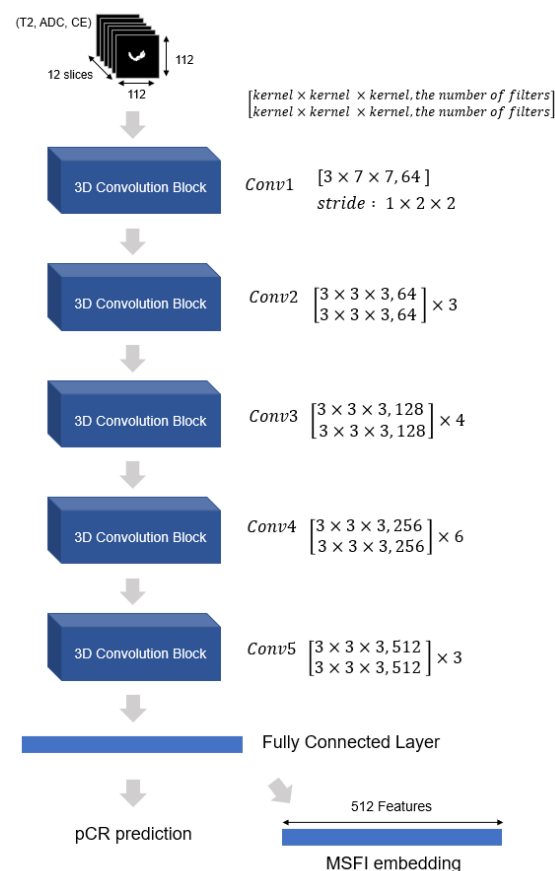 (T2, ADC, CE)
112
12 slices
112
[kernel × kernel × kernel, the number of filters]
[kernel × kernel × kernel, the number of filters]
3D Convolution Block
Conv1
[3 × 7 × 7, 64 ]
stride : 1 × 2 × 2
3D Convolution Block
Conv2
[3 × 3 × 3, 64]
[3 × 3 × 3, 64] × 3
3D Convolution Block
Conv3
[3 × 3 × 3, 128]
[3 × 3 × 3, 128] × 4
3D Convolution Block
Conv4
[3 × 3 × 3, 256]
[3 × 3 × 3, 256] × 6
3D Convolution Block
Conv5
[3 × 3 × 3, 512]
[3 × 3 × 3, 512] × 3
Fully Connected Layer
512 Features
pCR prediction
MSFI embedding